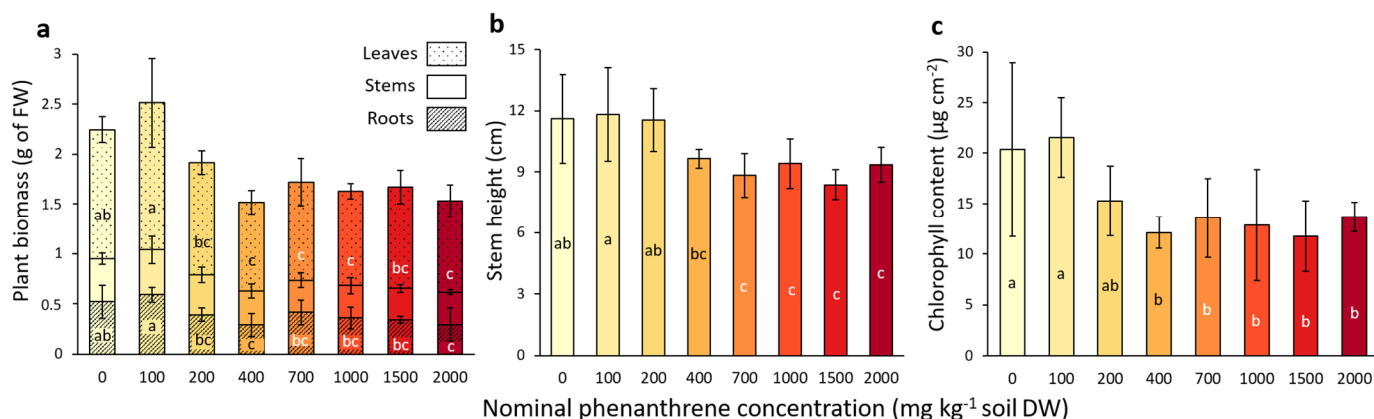 a
Plant biomass (g of FW)
3
2.5
2
1.5
1
0.5
0
Leaves
Stems
Roots
ab
a
bc
c
c
c
bc
c
ab
a
bc
c
bc
bc
bc
c
0 100 200 400 700 1000 1500 2000
b
Stem height (cm)
15
12
9
6
3
0
ab
a
ab
bc
c
c
c
c
0 100 200 400 700 1000 1500 2000
c
Chlorophyll content (µg cm⁻²)
30
25
20
15
10
5
0
a
a
ab
b
b
b
b
b
0 100 200 400 700 1000 1500 2000
Nominal phenanthrene concentration (mg kg⁻¹ soil DW)